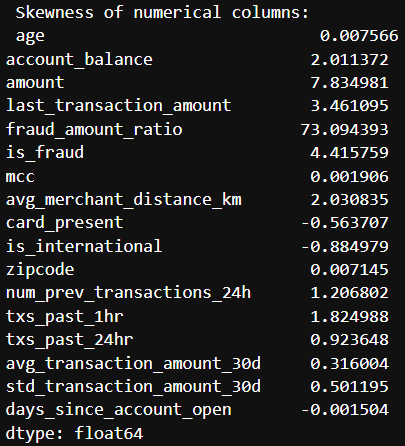 Skewness of numerical columns:
age 0.007566
account_balance 2.011372
amount 7.834981
last_transaction_amount 3.461095
fraud_amount_ratio 73.094393
is_fraud 4.415759
mcc 0.001906
avg_merchant_distance_km 2.030835
card_present -0.563707
is_international -0.884979
zipcode 0.007145
num_prev_transactions_24h 1.206802
txs_past_1hr 1.824988
txs_past_24hr 0.923648
avg_transaction_amount_30d 0.316004
std_transaction_amount_30d 0.501195
days_since_account_open -0.001504
dtype: float64